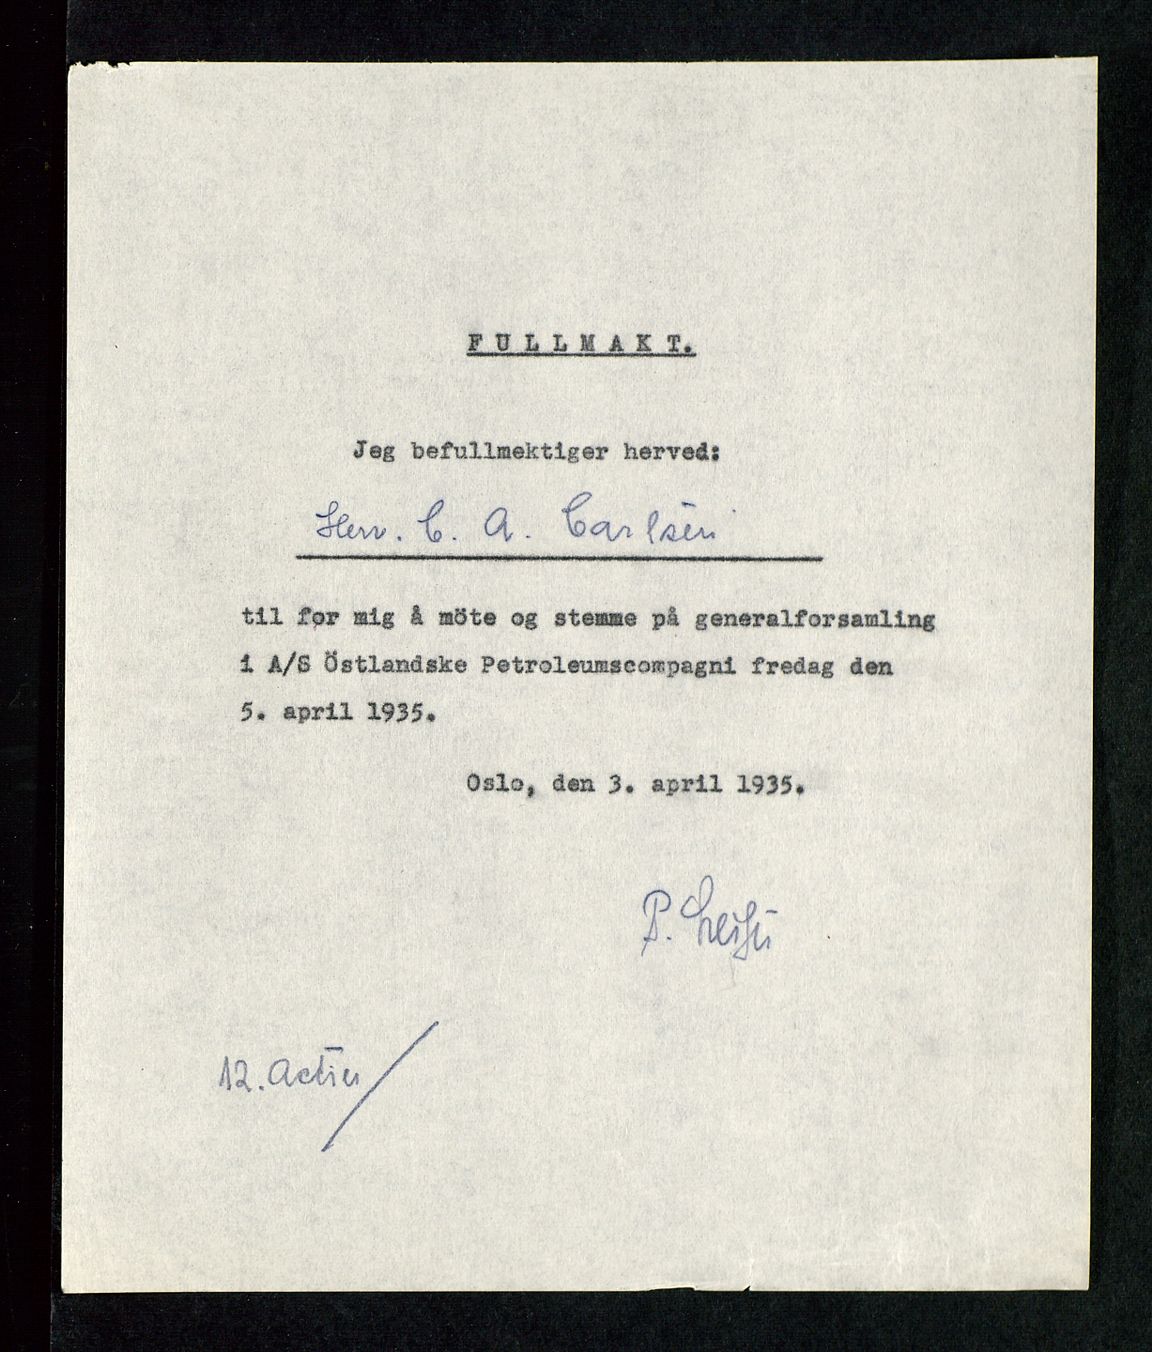 FULLMAKT.
Jeg befullmektiger herved:
Herr. C. A. Carlsen
til før mig å möte og stemme på generalforsamling
i A/S Östlandske Petroleumscompagni fredag den
5. april 1935.
Oslo, den 3. april 1935.
P.
12. Actier